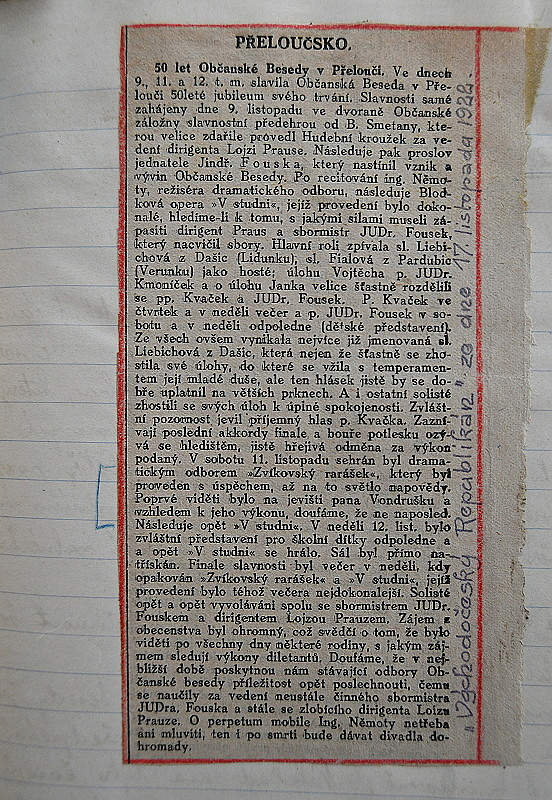 PŘELOUČSKO.
50 let Občanské Besedy v Přelouči. Ve dnech
9., 11. a 12. t. m. slavila Občanská Beseda v Pře-
louči 50leté jubileum svého trvání. Slavnosti samé
zahájeny dne 9. listopadu ve dvoraně Občanské
záložny slavnostní předehrou od B. Smetany, kte-
rou velice zdařile provedl Hudební kroužek za ve-
dení dirigenta Lojzi Prause. Následuje pak proslov
jednatele Jindř. Fouska, který nastínil vznik a
vývin Občanské Besedy. Po recitování ing. Němo-
ty, režiséra dramatického odboru, následuje Blod-
ková opera »V studni«, jejíž provedení bylo doko-
nalé, hledíme-li k tomu, s jakými silami museli zá-
pasiti dirigent Praus a sbormistr JUDr. Fousek,
který nacvičil sbory. Hlavní roli zpívala sl. Liebi-
chová z Dašic (Lidunku), sl. Fialová z Pardubic
(Verunku) jako hosté; úlohu Vojtěcha p. JUDr.
Kmoníček a o úlohu Janka velice šťastně rozdělili
se pp. Kvaček a JUDr. Fousek. P. Kvaček ve
čtvrtek a v neděli večer a p. JUDr. Fousek v so-
botu a v neděli odpoledne (dětské představení).
Ze všech ovšem vynikala nejvíce již jmenovaná sl.
Liebichová z Dašic, která nejen že šťastně se zho-
stila své úlohy, do které se vžila s temperamen-
tem její mladé duše, ale ten hlásek jistě by se do-
bře uplatnil na větších prknech. A i ostatní solisté
zhostili se svých úloh k úplné spokojenosti. Zvlášt-
ní pozornost jevil příjemný hlas p. Kvačka. Zazní-
vají poslední akkordy finale a bouře potlesku ozý-
vá se hledištěm, jistě hřejivá odměna za výkon
podaný. V sobotu 11. listopadu sehrán byl drama-
tickým odborem »Zvíkovský rarášek«, který byl
proveden s úspěchem, až na to světlo napovědy.
Poprvé viděti bylo na jevišti pana Vondrušku a
vzhledem k jeho výkonu, doufáme, že ne naposled.
Následuje opět »V studni«. V neděli 12. list. bylo
zvláštní představení pro školní dítky odpoledne a
a opět »V studni« se hrálo. Sál byl přímo na-
třískán. Finale slavnosti byl večer v neděli, kdy
opakován »Zvíkovský rarášek« a »V studni«, jejíž
provedení bylo téhož večera nejdokonalejší. Solisté
opět a opět vyvoláváni spolu se sbormistrem JUDr.
Fouskem a dirigentem Lojzou Prauzem. Zájem z
obecenstva byl ohromný, což svědčí o tom, že bylo
viděti po všechny dny některé rodiny, s jakým záj-
mem sledují výkony diletantů. Doufáme, že v nej-
bližší době poskytnou nám stávající odbory Ob-
čanské besedy příležitost opět poslechnouti, čemu
se naučily za vedení neustále činného sbormistra
JUDra, Fouska a stále se zlobícího dirigenta Loizu
Prauze. O perpetum mobile Ing. Němoty netřeba
ani mluviti, ten i po smrti bude dávat divadla do-
hromady.
"Východočeský Republikán" ze dne 17. listopadu 1922.